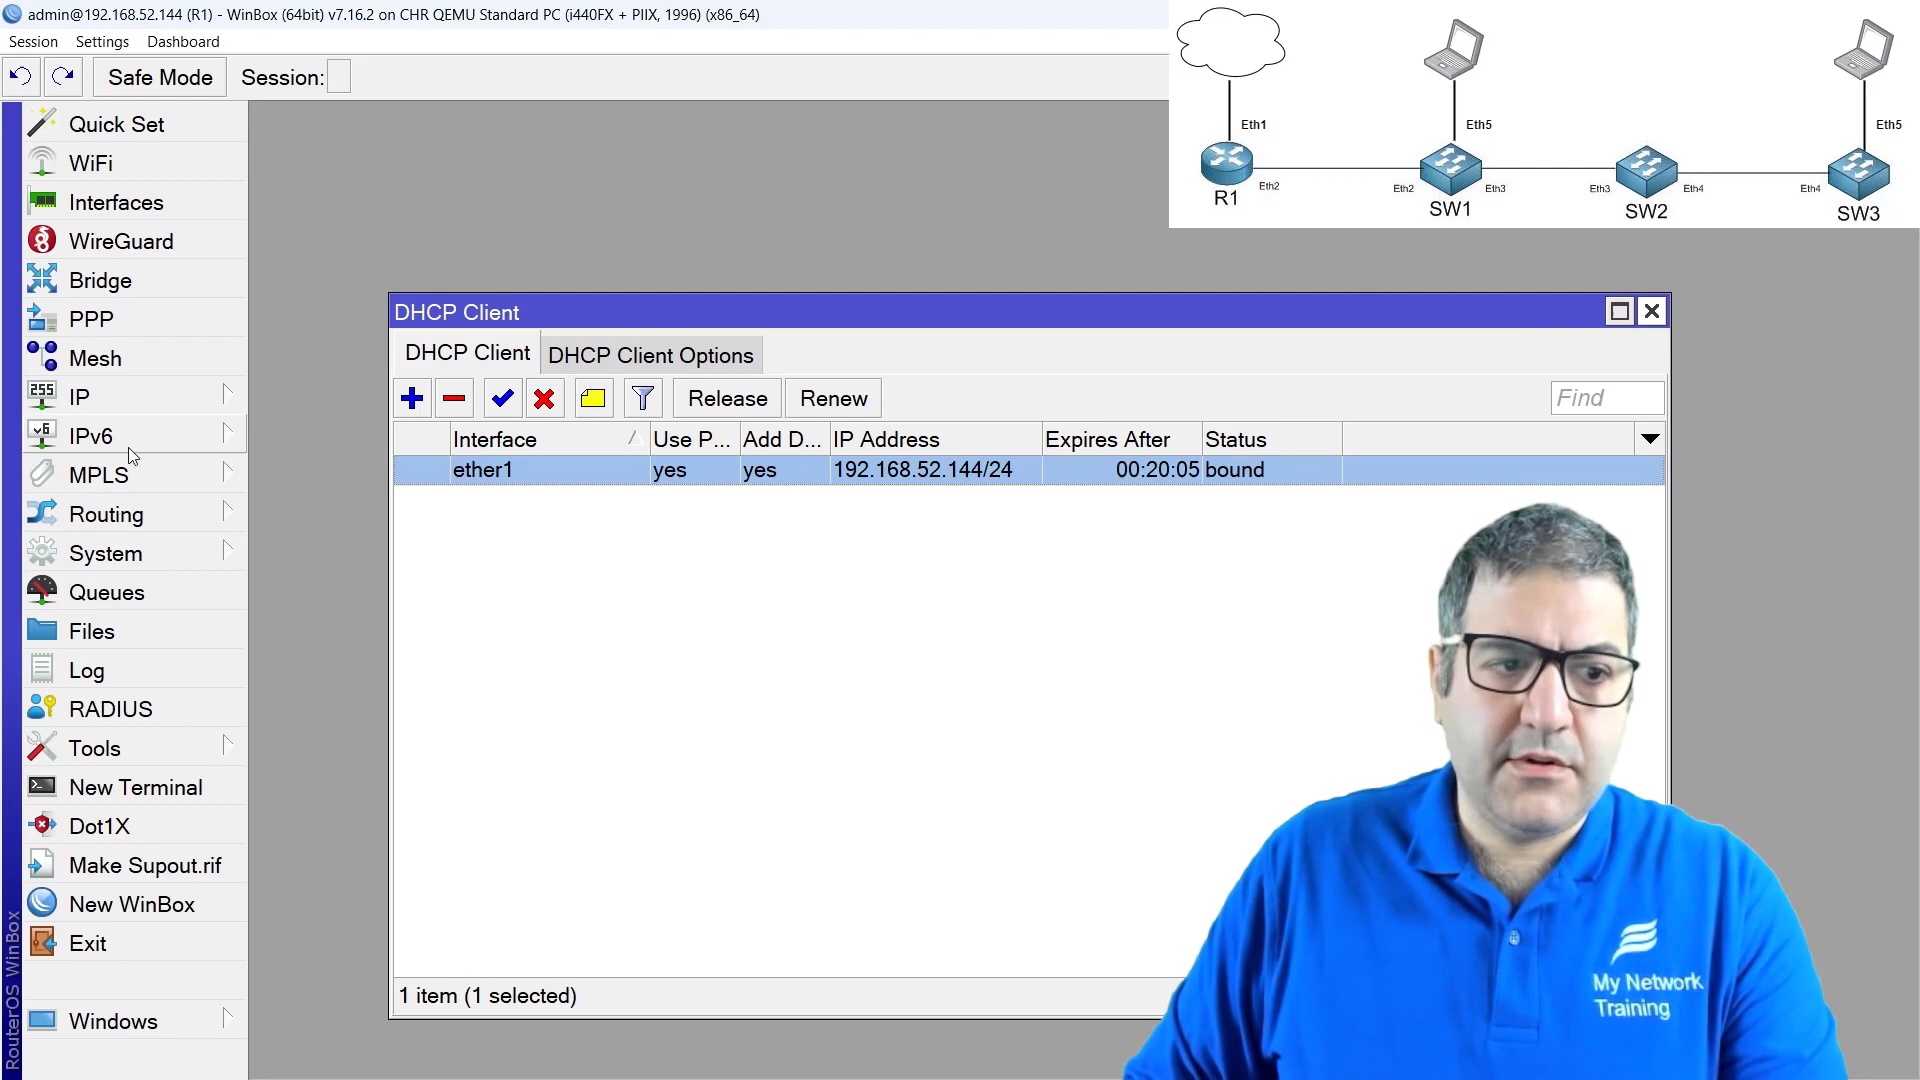 admin@192.168.52.144 (R1) - WinBox (64bit) v7.16.2 on CHR QEMU Standard PC (i440FX + PIIX, 1996) (x86_64)
Session Settings Dashboard
Safe Mode Session:
Quick Set
WiFi
Interfaces
WireGuard
Bridge
PPP
Mesh
255 IP
v6 IPv6
MPLS
Routing
System
Queues
Files
Log
RADIUS
Tools
New Terminal
Dot1X
Make Supout.rif
New WinBox
Exit
Windows
RouterOS WinBox
Eth1 Eth5 Eth5
Eth2 Eth2 Eth3 Eth3 Eth4 Eth4
R1 SW1 SW2 SW3
DHCP Client
DHCP Client DHCP Client Options
Release Renew Find
Interface Use P... Add D... IP Address Expires After Status
ether1 yes yes 192.168.52.144/24 00:20:05 bound
1 item (1 selected)
My Network
Training